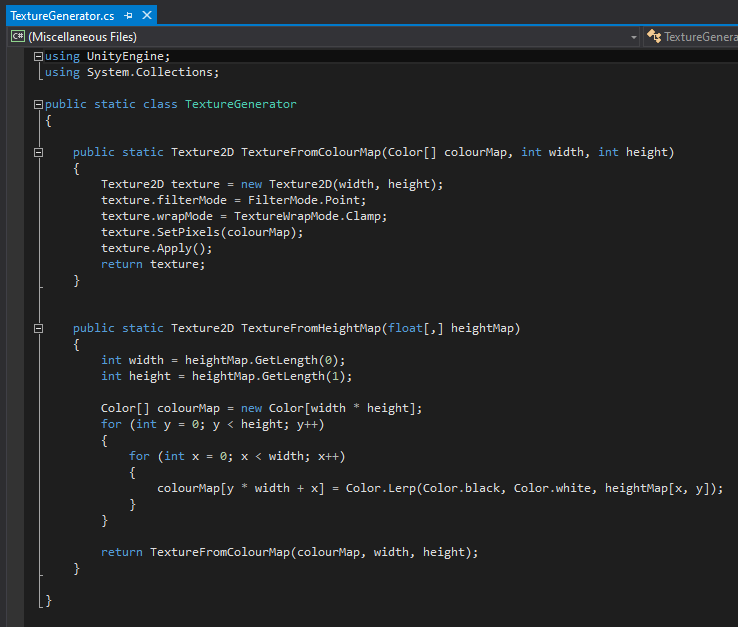 TextureGenerator.cs
C# (Miscellaneous Files)
TextureGenera
using UnityEngine;
using System.Collections;

public static class TextureGenerator
{

    public static Texture2D TextureFromColourMap(Color[] colourMap, int width, int height)
    {
        Texture2D texture = new Texture2D(width, height);
        texture.filterMode = FilterMode.Point;
        texture.wrapMode = TextureWrapMode.Clamp;
        texture.SetPixels(colourMap);
        texture.Apply();
        return texture;
    }


    public static Texture2D TextureFromHeightMap(float[,] heightMap)
    {
        int width = heightMap.GetLength(0);
        int height = heightMap.GetLength(1);

        Color[] colourMap = new Color[width * height];
        for (int y = 0; y < height; y++)
        {
            for (int x = 0; x < width; x++)
            {
                colourMap[y * width + x] = Color.Lerp(Color.black, Color.white, heightMap[x, y]);
            }
        }

        return TextureFromColourMap(colourMap, width, height);
    }

}